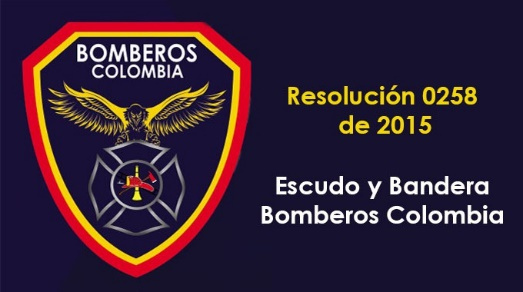 BOMBEROS
COLOMBIA
Resolución 0258
de 2015
Escudo y Bandera
Bomberos Colombia